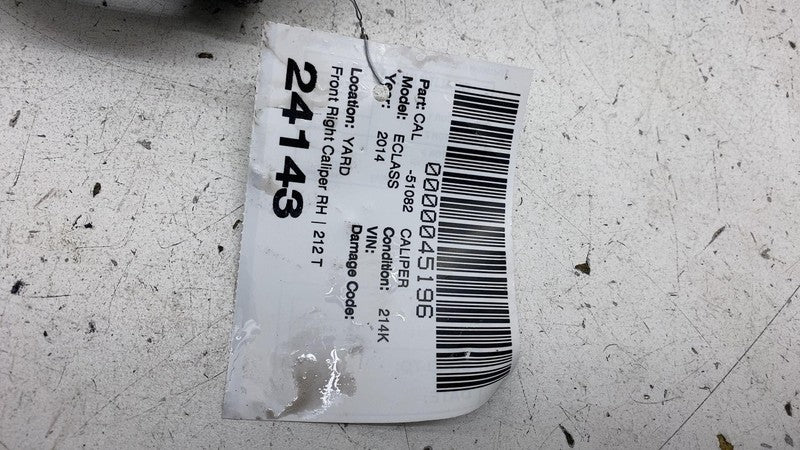 0000045196
Part: CAL -51082 CALIPER
Model: ECLASS Condition: 214K
Year: 2014 VIN:
Damage Code:
Location: YARD
Front Right Caliper RH | 212 T
24143